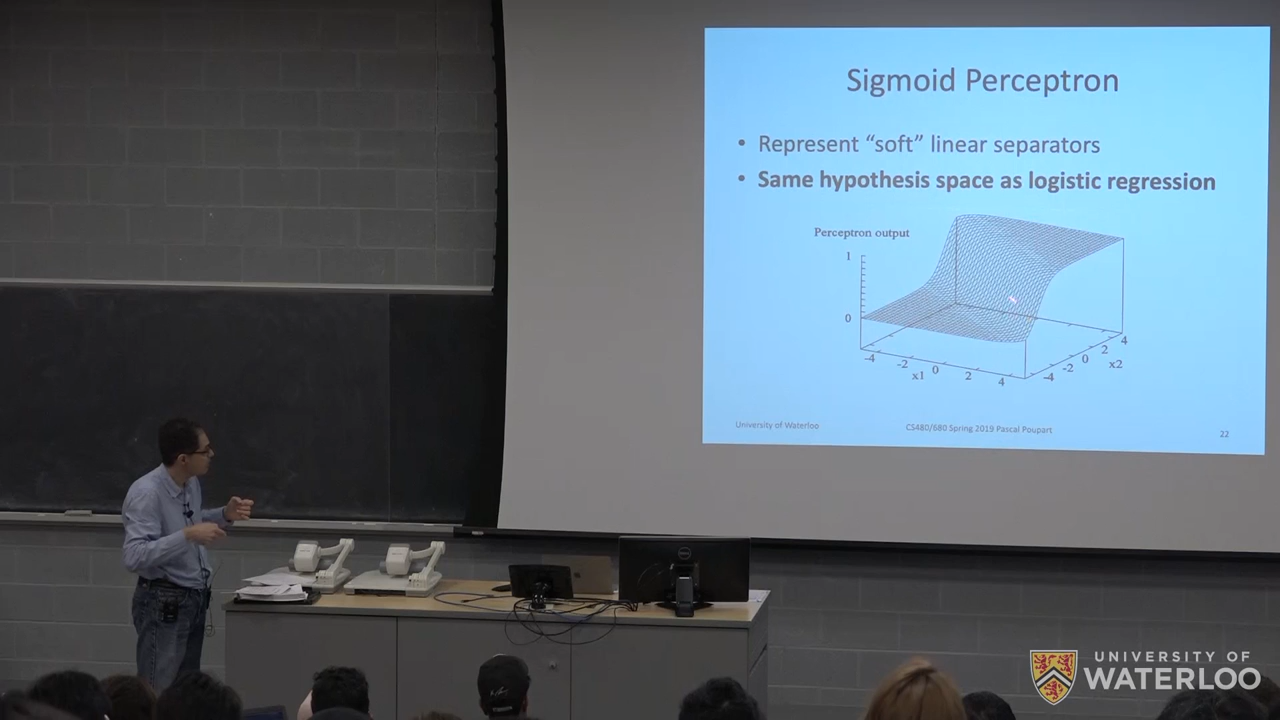 Sigmoid Perceptron
• Represent “soft” linear separators
• Same hypothesis space as logistic regression
Perceptron output
1
0
-4 -2 0 2 4
x1
-4 -2 0 2 4
x2
University of Waterloo
CS480/680 Spring 2019 Pascal Poupart
22
UNIVERSITY OF
WATERLOO